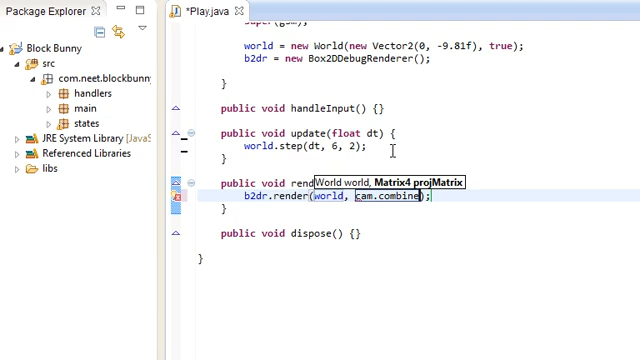 Package Explorer
*Play.java
super(gsm);
Block Bunny
src
com.neet.blockbunny
handlers
main
states
JRE System Library [JavaS
Referenced Libraries
libs
world = new World(new Vector2(0, -9.81f), true);
b2dr = new Box2DDebugRenderer();
}
public void handleInput() {}
public void update(float dt) {
world.step(dt, 6, 2);
}
public void rend
World world, Matrix4 projMatrix
b2dr.render(world, cam.combine);
}
public void dispose() {}
}